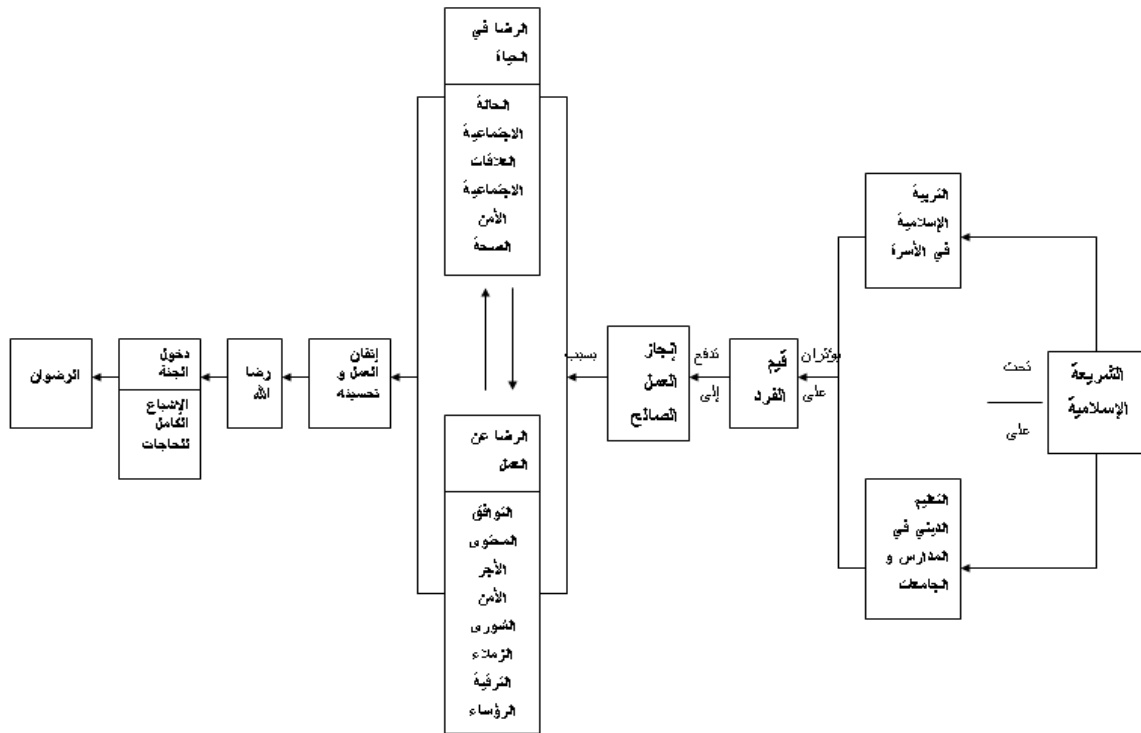 الشريعة
الإسلامية
تحث
على
التربية
الإسلامية
في الأسرة
التعليم
الديني في
المدارس و
الجامعات
يؤثران
على
قيم
الفرد
تدفع
إلى
إنجاز
العمل
الصالح
يسبب
الرضا في
الحياة
الحالة
الاجتماعية
العلاقات
الاجتماعية
الأمن
الصحة
الرضا عن
العمل
التوافق
المحتوى
الأجر
الأمن
الشورى
الزملاء
الترقية
الرؤساء
إتقان
العمل و
تحسينه
رضا
الله
دخول
الجنة
الإشباع
الكامل
للحاجات
الرضوان